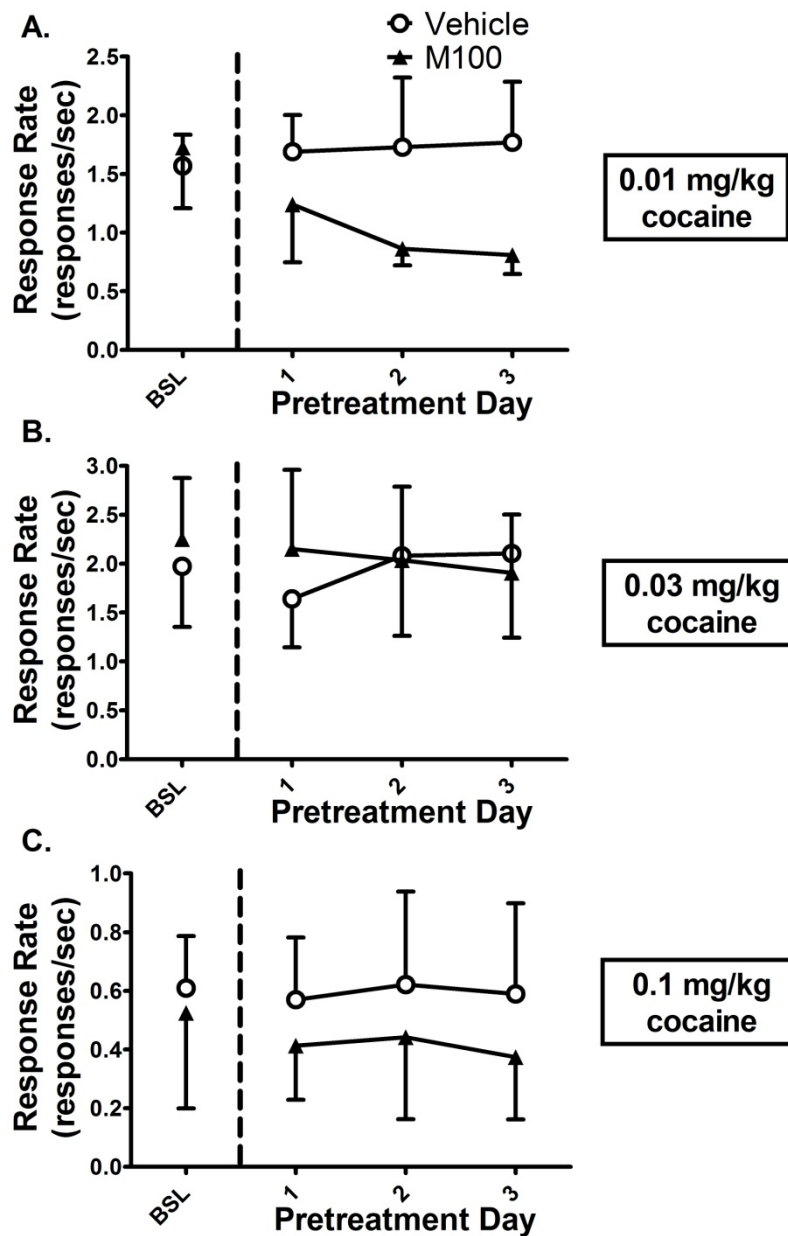 A.
Vehicle
M100
Response Rate
(responses/sec)
2.5
2.0
1.5
1.0
0.5
0.0
BSL
1
2
3
Pretreatment Day
0.01 mg/kg
cocaine
B.
Response Rate
(responses/sec)
3.0
2.5
2.0
1.5
1.0
0.5
0.0
BSL
1
2
3
Pretreatment Day
0.03 mg/kg
cocaine
C.
Response Rate
(responses/sec)
1.0
0.8
0.6
0.4
0.2
0.0
BSL
1
2
3
Pretreatment Day
0.1 mg/kg
cocaine